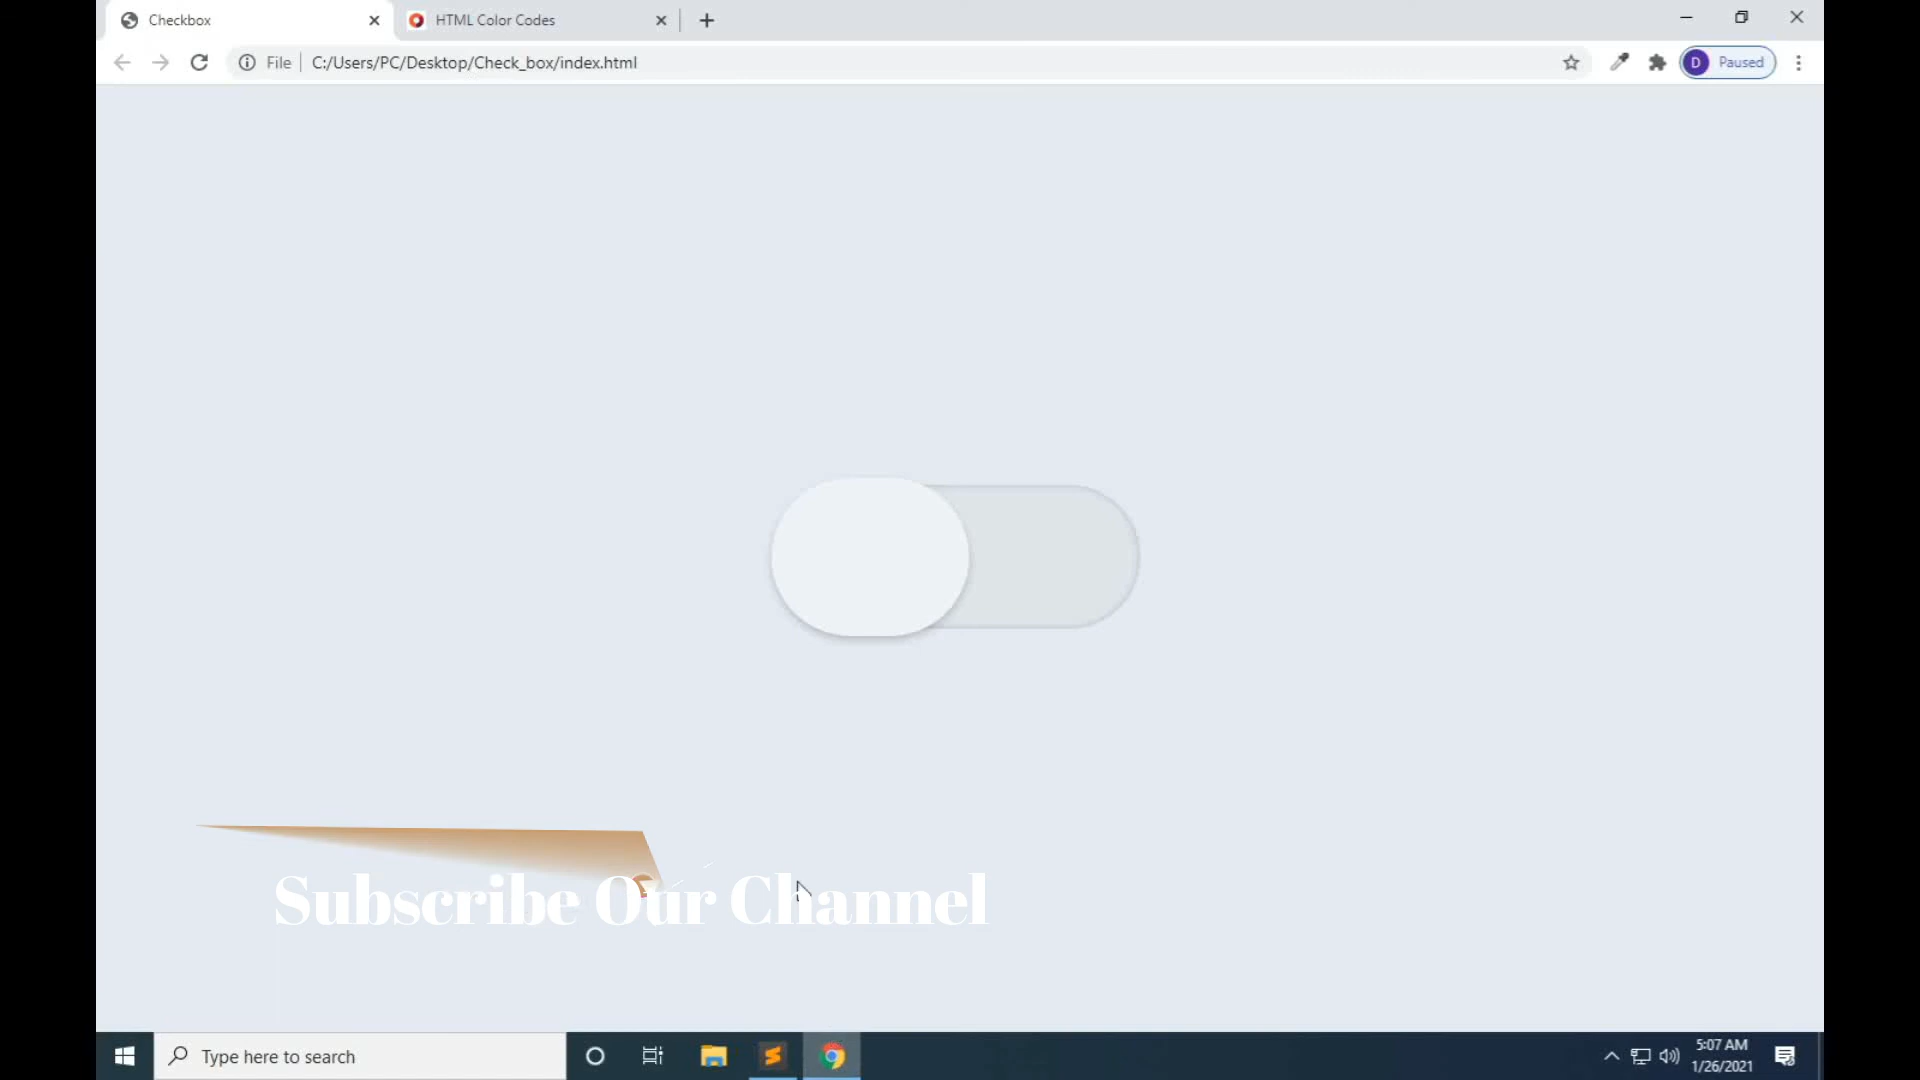 Checkbox
HTML Color Codes
File
C:/Users/PC/Desktop/Check_box/index.html
D
Paused
Subscribe Our Channel
Type here to search
5:07 AM
1/26/2021